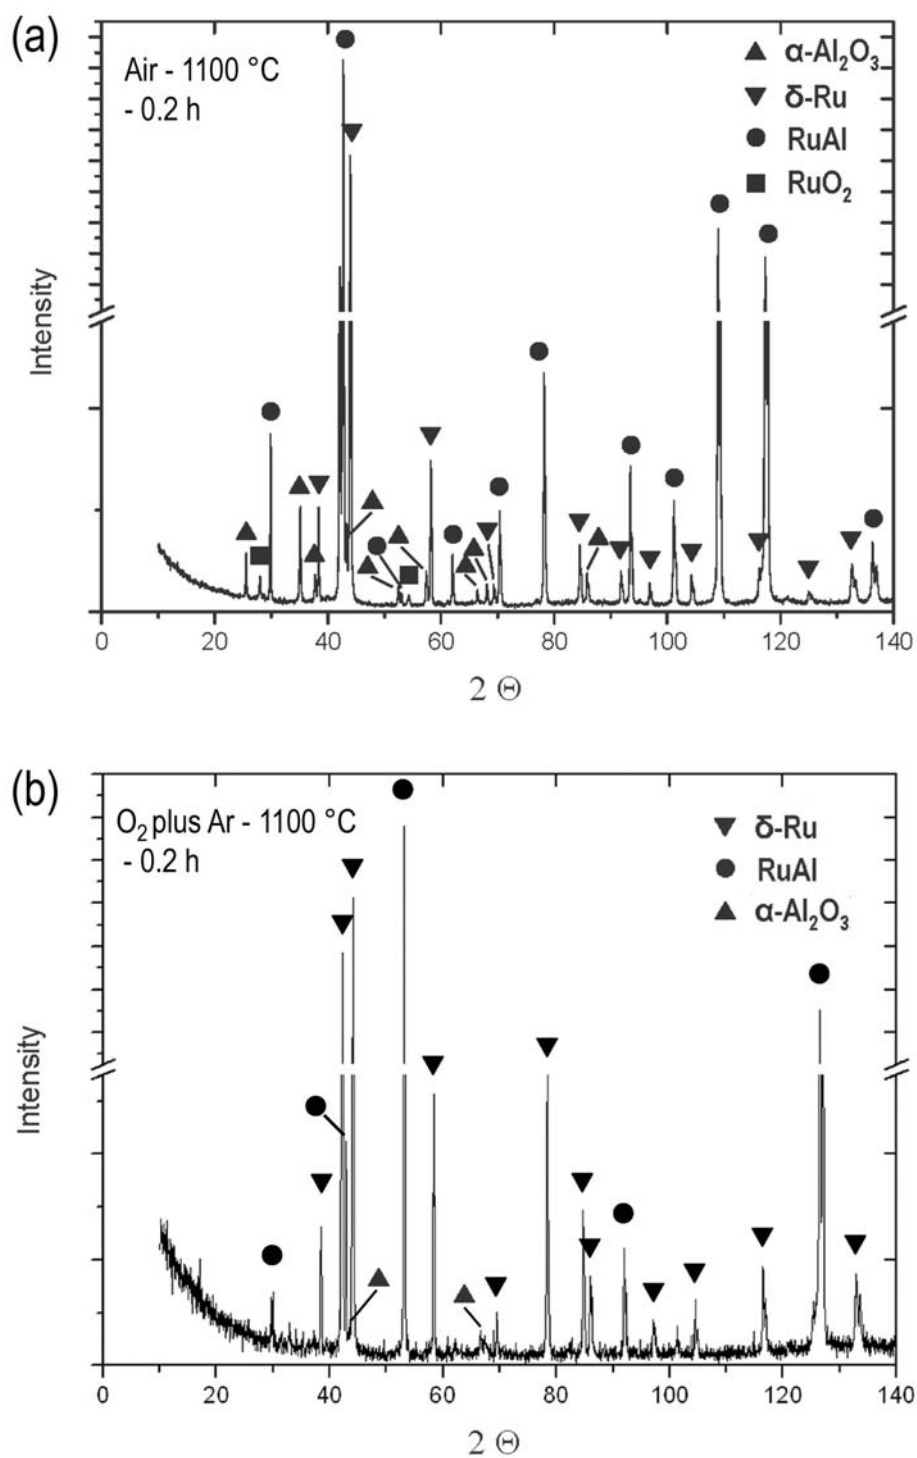 (a)
Air - 1100 °C
- 0.2 h
α-Al₂O₃
δ-Ru
RuAl
RuO₂
Intensity
0 20 40 60 80 100 120 140
2 Θ
(b)
O₂ plus Ar - 1100 °C
- 0.2 h
δ-Ru
RuAl
α-Al₂O₃
Intensity
0 20 40 60 80 100 120 140
2 Θ